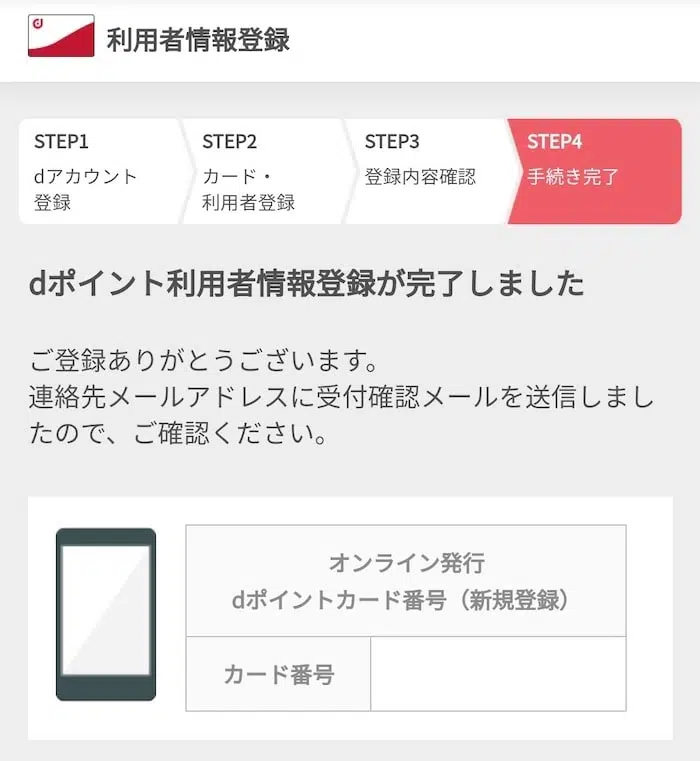 d
利用者情報登録
STEP1
dアカウント
登録
STEP2
カード・
利用者登録
STEP3
登録内容確認
STEP4
手続き完了
dポイント利用者情報登録が完了しました
ご登録ありがとうございます。
連絡先メールアドレスに受付確認メールを送信しまし
たので、ご確認ください。
オンライン発行
dポイントカード番号（新規登録）
カード番号